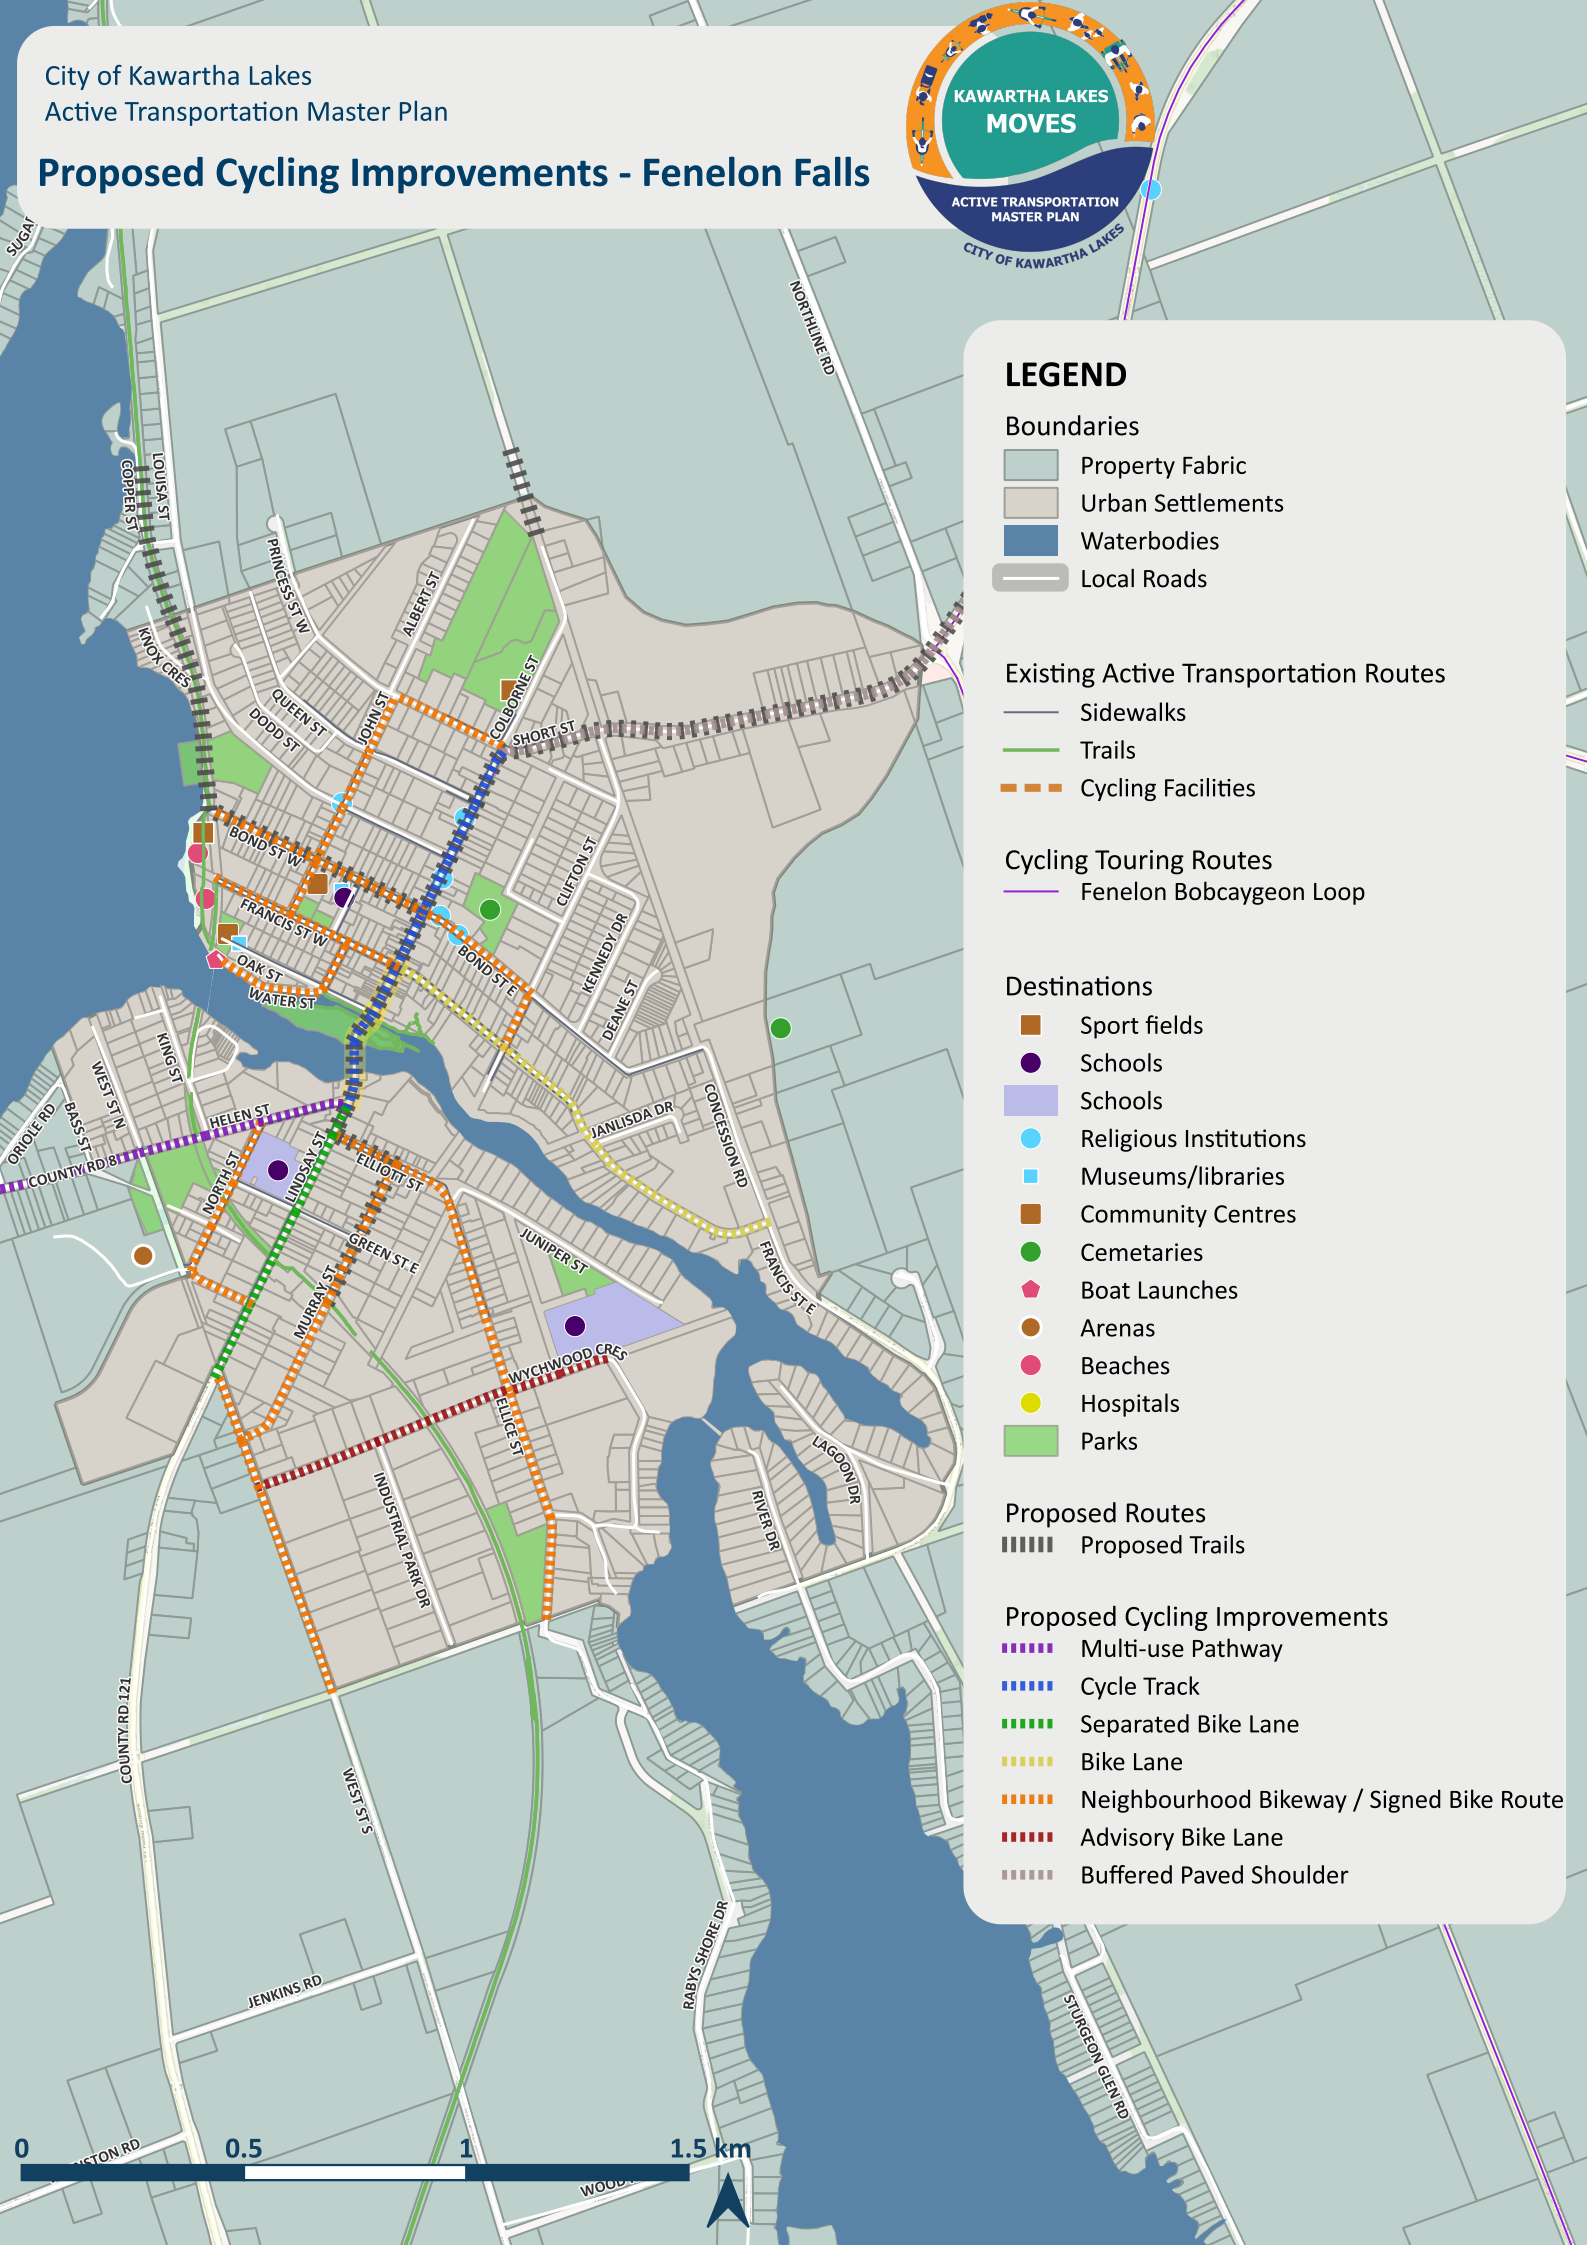 City of Kawartha Lakes
Active Transportation Master Plan
Proposed Cycling Improvements - Fenelon Falls
KAWARTHA LAKES
MOVES
ACTIVE TRANSPORTATION
MASTER PLAN
CITY OF KAWARTHA LAKES
LEGEND
Boundaries
Property Fabric
Urban Settlements
Waterbodies
Local Roads
Existing Active Transportation Routes
Sidewalks
Trails
Cycling Facilities
Cycling Touring Routes
Fenelon Bobcaygeon Loop
Destinations
Sport fields
Schools
Schools
Religious Institutions
Museums/libraries
Community Centres
Cemetaries
Boat Launches
Arenas
Beaches
Hospitals
Parks
Proposed Routes
Proposed Trails
Proposed Cycling Improvements
Multi-use Pathway
Cycle Track
Separated Bike Lane
Bike Lane
Neighbourhood Bikeway / Signed Bike Route
Advisory Bike Lane
Buffered Paved Shoulder
NORTHLINE RD
LOUISA ST
COPPER ST
PRINCESS ST W
ALBERT ST
KNOX CRES
QUEEN ST
DODD ST
JOHN ST
COLBORNE ST
SHORT ST
BOND ST W
FRANCIS ST W
CLIFTON ST
KENNEDY DR
BOND ST E
DEANE ST
OAK ST
WATER ST
KING ST
WEST ST N
BASS ST
ORIOLE RD
HELEN ST
COUNTY RD 8
NORTH ST
LINDSAY ST
ELLIOTT ST
GREEN ST E
MURRAY ST
JUNIPER ST
JANLISDA DR
CONCESSION RD
FRANCIS ST E
WYCHWOOD CRES
ELLICE ST
INDUSTRIAL PARK DR
LAGOON DR
RIVER DR
COUNTY RD 121
WEST ST S
JENKINS RD
RABYS SHORE DR
STURGEON GLEN RD
0 0.5 1 1.5 km